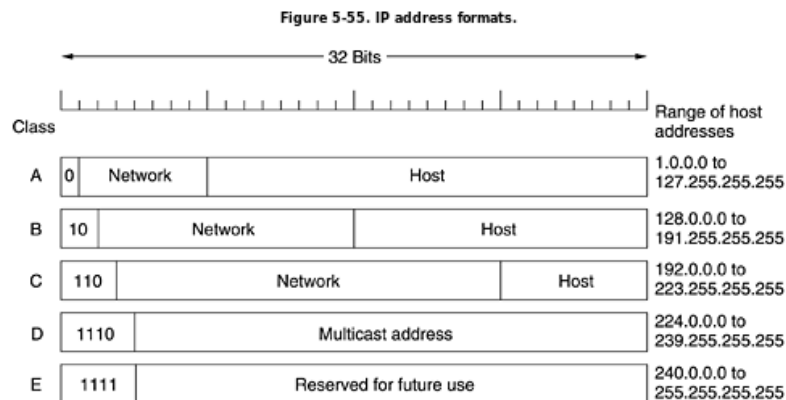 Figure 5-55. IP address formats.
32 Bits
Class
Range of host
addresses
A
0
Network
Host
1.0.0.0 to
127.255.255.255
B
10
Network
Host
128.0.0.0 to
191.255.255.255
C
110
Network
Host
192.0.0.0 to
223.255.255.255
D
1110
Multicast address
224.0.0.0 to
239.255.255.255
E
1111
Reserved for future use
240.0.0.0 to
255.255.255.255